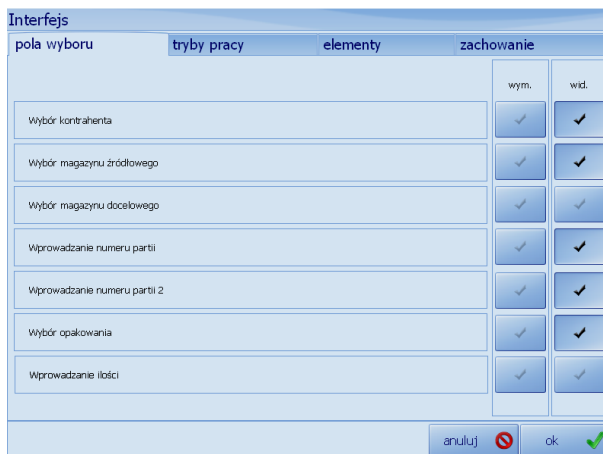 Interfejs
pola wyboru tryby pracy elementy zachowanie
wym. wid.
Wybór kontrahenta
Wybór magazynu źródłowego
Wybór magazynu docelowego
Wprowadzanie numeru partii
Wprowadzanie numeru partii 2
Wybór opakowania
Wprowadzanie ilości
anuluj ok